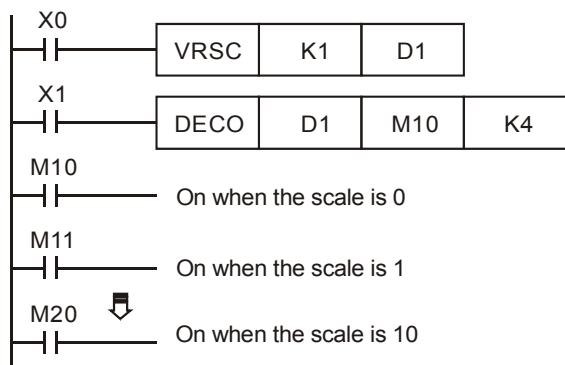 X0
VRSC K1 D1
X1
DECO D1 M10 K4
M10
On when the scale is 0
M11
On when the scale is 1
M20
On when the scale is 10